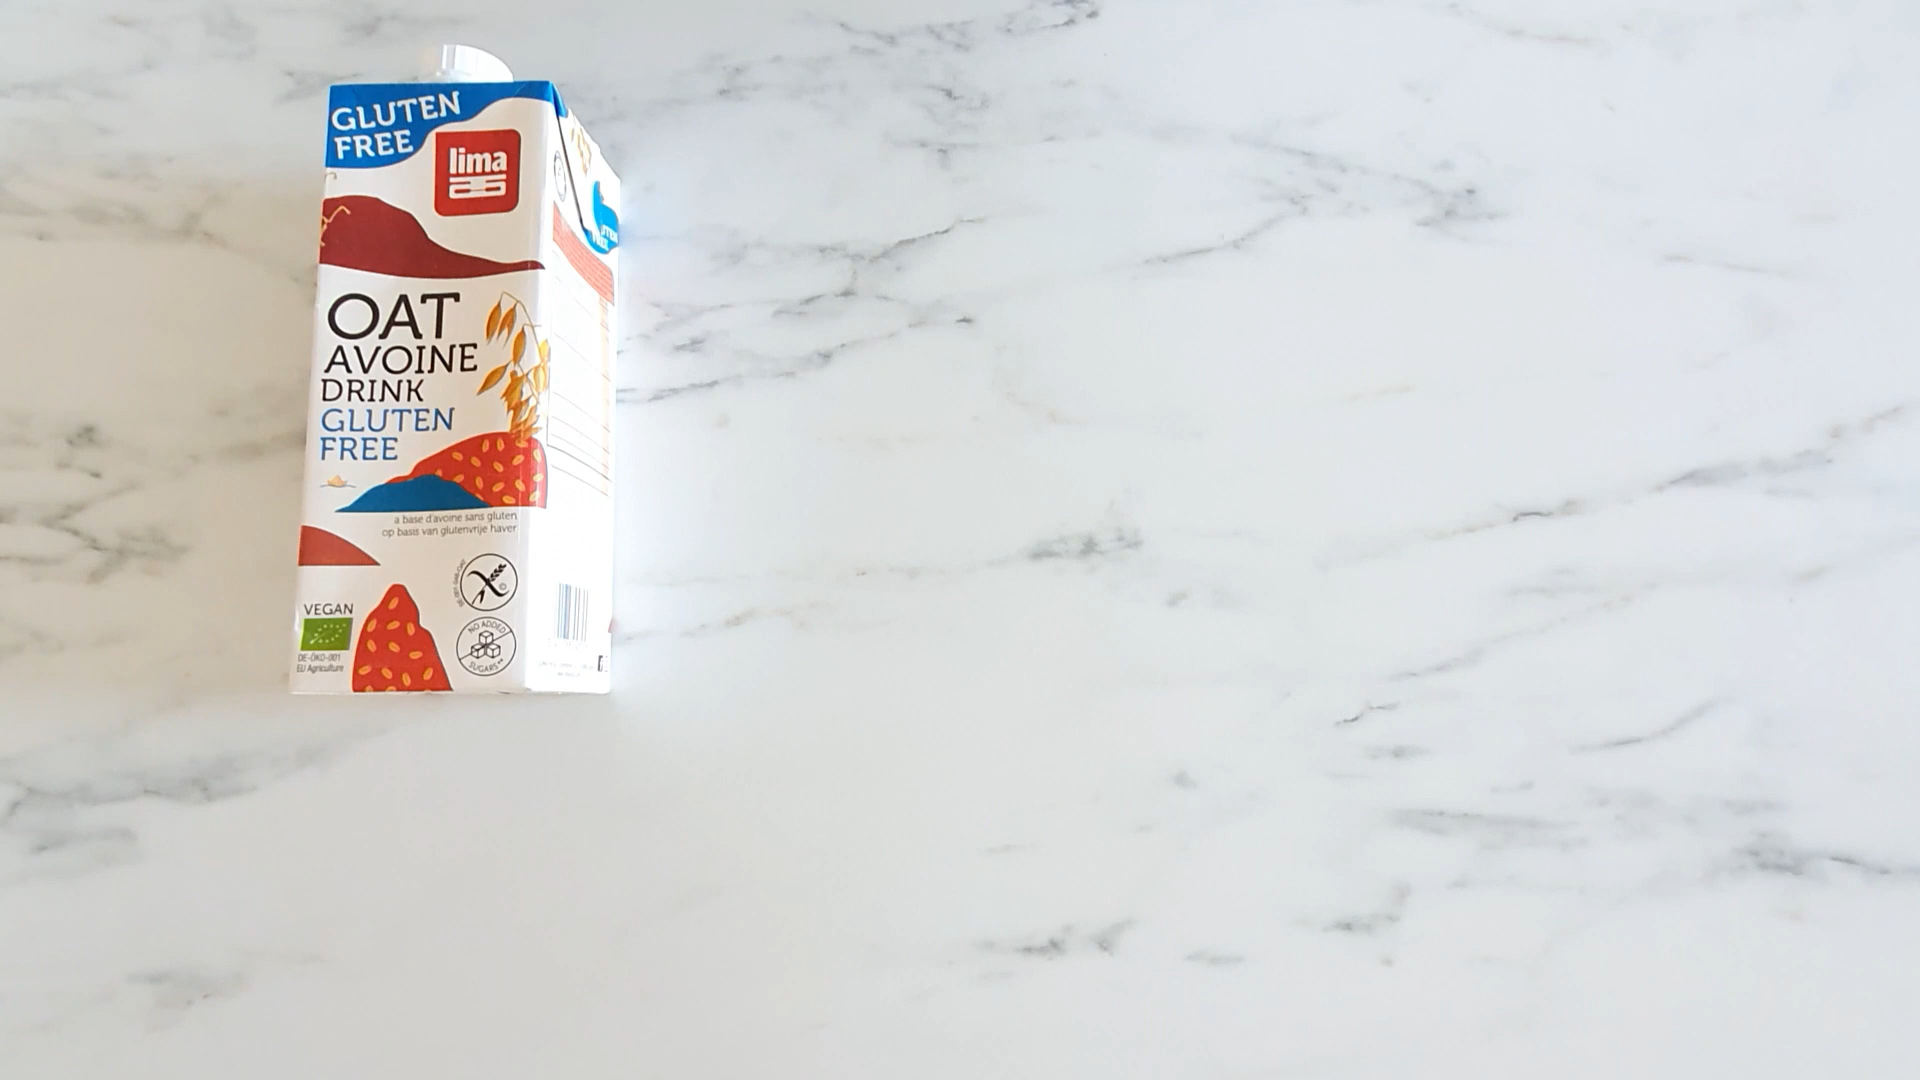 GLUTEN
FREE
lima
OAT
AVOINE
DRINK
GLUTEN
FREE
a base d'avoine sans gluten
op basis van glutenvrije haver
VEGAN
NO ADDED
SUGARS**
DE-ÖKO-001
EU Agriculture